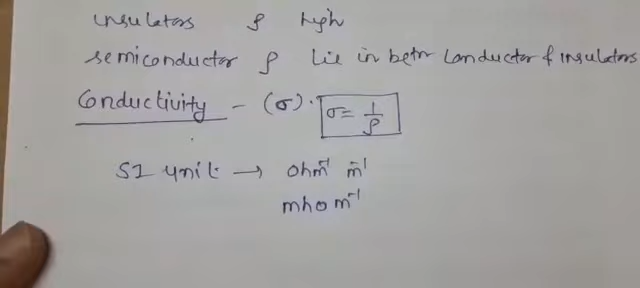 insulators ρ high
semiconductor ρ lie in betn conductor & insulators
Conductivity - (σ). σ = 1/ρ
SI unit → ohm⁻¹ m⁻¹
mho m⁻¹